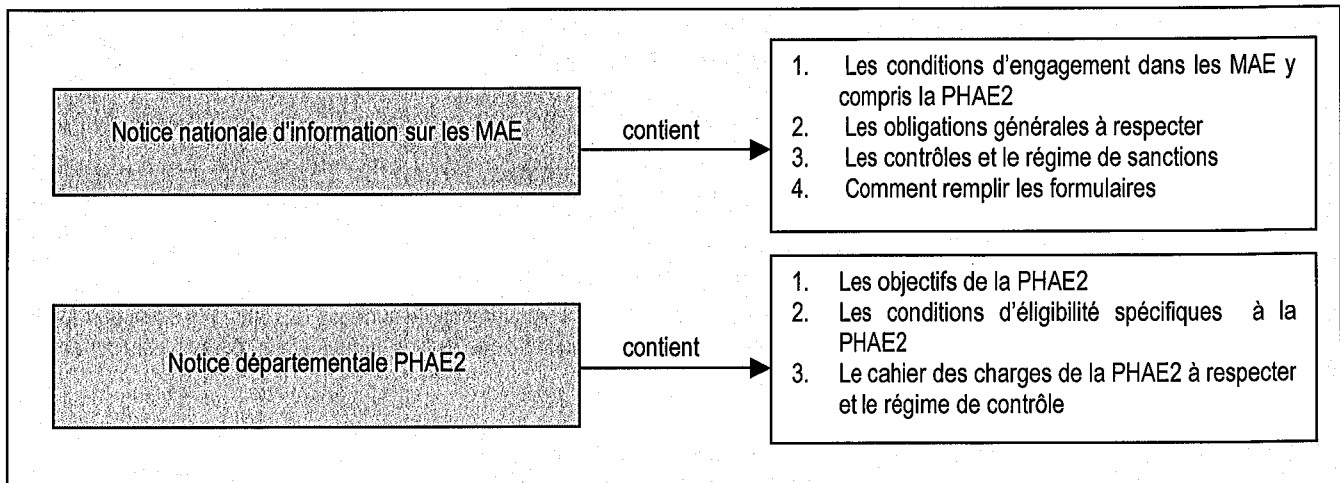 Notice nationale d'information sur les MAE
contient
1. Les conditions d'engagement dans les MAE y
compris la PHAE2
2. Les obligations générales à respecter
3. Les contrôles et le régime de sanctions
4. Comment remplir les formulaires
Notice départementale PHAE2
contient
1. Les objectifs de la PHAE2
2. Les conditions d'éligibilité spécifiques à la
PHAE2
3. Le cahier des charges de la PHAE2 à respecter
et le régime de contrôle